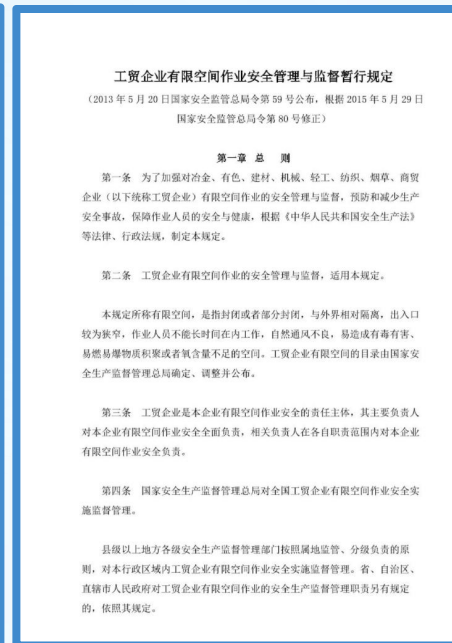 工贸企业有限空间作业安全管理与监督暂行规定
（2013 年 5 月 20 日国家安全监管总局令第 59 号公布，根据 2015 年 5 月 29 日
国家安全监管总局令第 80 号修正）
第一章 总 则
第一条 为了加强对冶金、有色、建材、机械、轻工、纺织、烟草、商贸
企业（以下统称工贸企业）有限空间作业的安全管理与监督，预防和减少生产
安全事故，保障作业人员的安全与健康，根据《中华人民共和国安全生产法》
等法律、行政法规，制定本规定。
第二条 工贸企业有限空间作业的安全管理与监督，适用本规定。
本规定所称有限空间，是指封闭或者部分封闭，与外界相对隔离，出入口
较为狭窄，作业人员不能长时间在内工作，自然通风不良，易造成有毒有害、
易燃易爆物质积聚或者氧含量不足的空间。工贸企业有限空间的目录由国家安
全生产监督管理总局确定、调整并公布。
第三条 工贸企业是本企业有限空间作业安全的责任主体，其主要负责人
对本企业有限空间作业安全全面负责，相关负责人在各自职责范围内对本企业
有限空间作业安全负责。
第四条 国家安全生产监督管理总局对全国工贸企业有限空间作业安全实
施监督管理。
县级以上地方各级安全生产监督管理部门按照属地监管、分级负责的原
则，对本行政区域内工贸企业有限空间作业安全实施监督管理。省、自治区、
直辖市人民政府对工贸企业有限空间作业的安全生产监督管理职责另有规定
的，依照其规定。